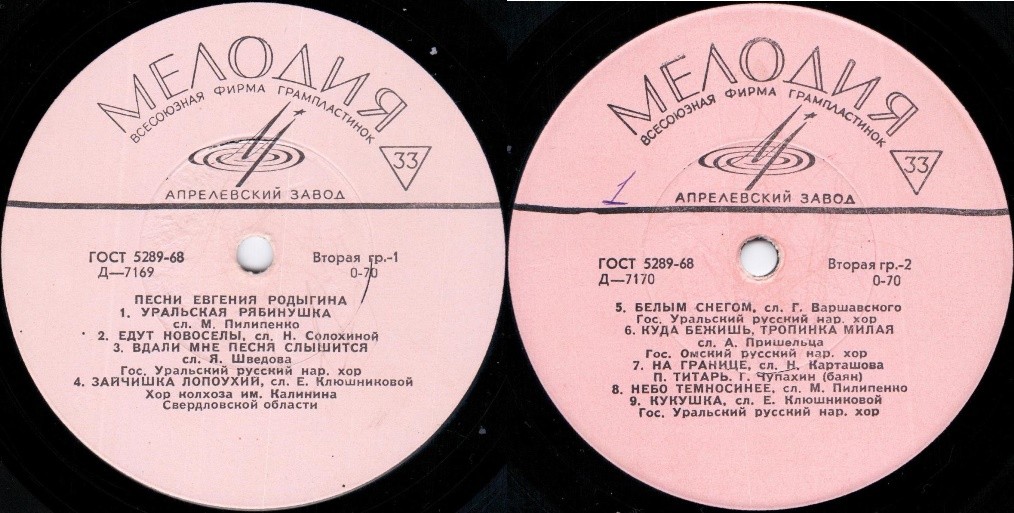 МЕЛОДИЯ
ВСЕСОЮЗНАЯ ФИРМА ГРАМПЛАСТИНОК
33
АПРЕЛЕВСКИЙ ЗАВОД
ГОСТ 5289-68
Вторая гр.-1
Д—7169
0-70
ПЕСНИ ЕВГЕНИЯ РОДЫГИНА
1. УРАЛЬСКАЯ РЯБИНУШКА
сл. М. Пилипенко
2. ЕДУТ НОВОСЕЛЫ, сл. Н. Солохиной
3. ВДАЛИ МНЕ ПЕСНЯ СЛЫШИТСЯ
сл. Я. Шведова
Гос. Уральский русский нар. хор
4. ЗАИЧИШКА ЛОПОУХИЙ, сл. Е. Клюшниковой
Хор колхоза им. Калинина
Свердловской области
МЕЛОДИЯ
ВСЕСОЮЗНАЯ ФИРМА ГРАМПЛАСТИНОК
33
АПРЕЛЕВСКИЙ ЗАВОД
1
ГОСТ 5289-68
Вторая гр.-2
Д—7170
0-70
5. БЕЛЫМ СНЕГОМ, сл. Г. Варшавского
Гос. Уральский русский нар. хор
6. КУДА БЕЖИШЬ, ТРОПИНКА МИЛАЯ
сл. А. Пришельца
Гос. Омский русский нар. хор
7. НА ГРАНИЦЕ, сл. Н. Карташова
П. ТИТАРЬ. Г. Чупахин (баян)
8. НЕБО ТЕМНОСИНЕЕ, сл. М. Пилипенко
9. КУКУШКА, сл. Е. Клюшниковой
Гос. Уральский русский нар. хор